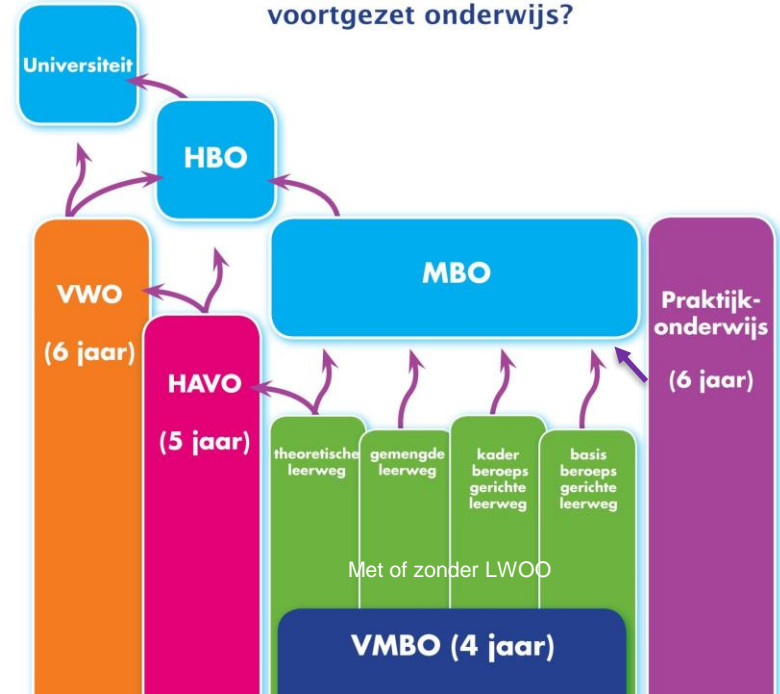 voortgezet onderwijs?
Universiteit
HBO
MBO
VWO
(6 jaar)
HAVO
(5 jaar)
Praktijk-
onderwijs
(6 jaar)
theoretische
leerweg
gemengde
leerweg
kader
beroeps
gerichte
leerweg
basis
beroeps
gerichte
leerweg
Met of zonder LWOO
VMBO (4 jaar)